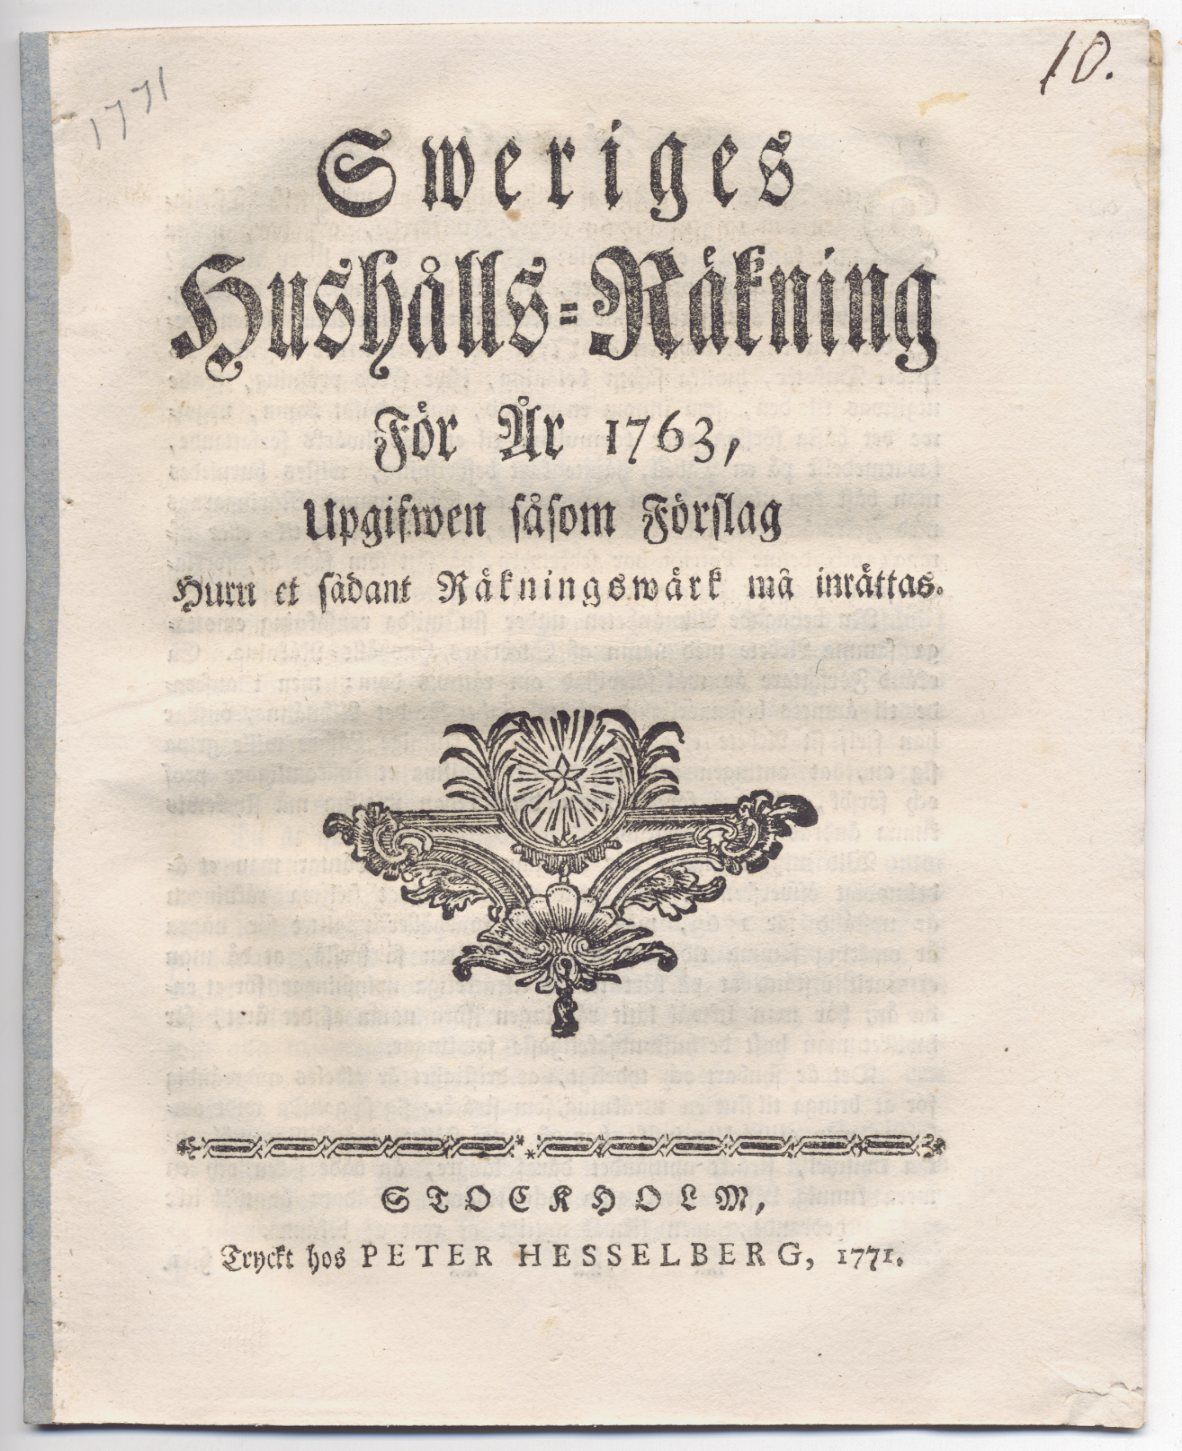 1771
10.
Sweriges
Hushålls-Räkning
För År 1763,
Upgifwen såsom Förslag
Huru et sådant Räkningswärk må inrättas.
STOCKHOLM,
Tryckt hos PETER HESSELBERG, 1771.